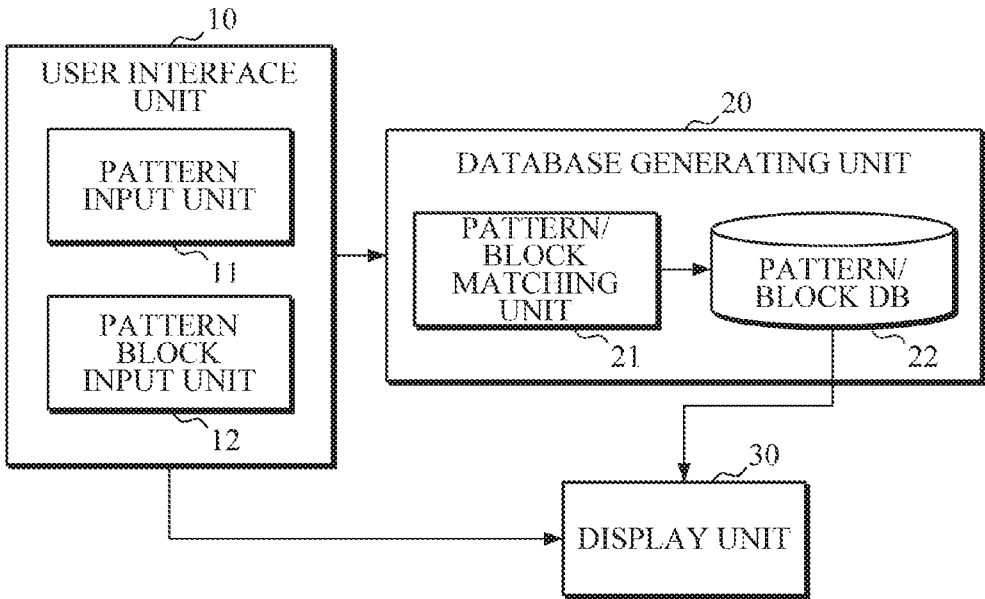 10
USER INTERFACE
UNIT
PATTERN
INPUT UNIT
11
PATTERN
BLOCK
INPUT UNIT
12
20
DATABASE GENERATING UNIT
PATTERN/
BLOCK
MATCHING
UNIT
21
PATTERN/
BLOCK DB
22
30
DISPLAY UNIT